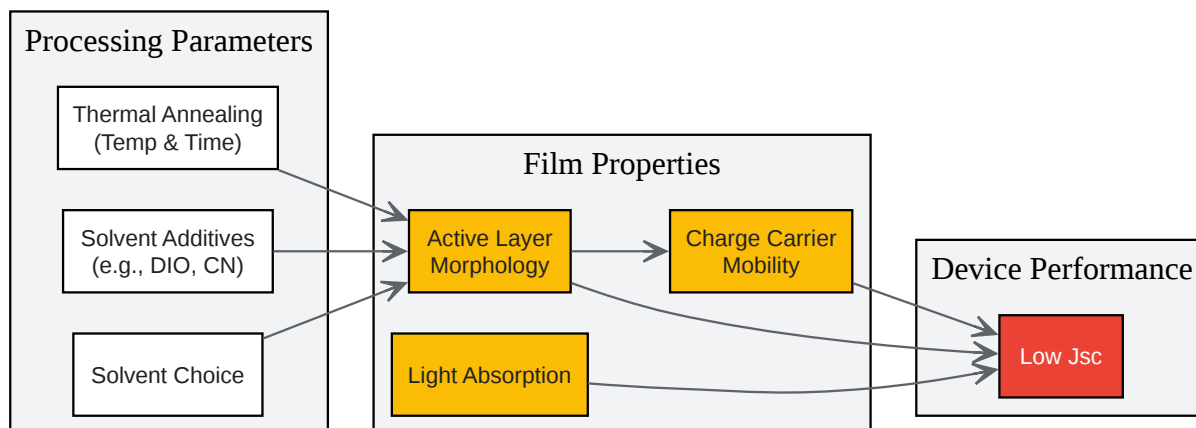 Processing Parameters
Thermal Annealing
(Temp & Time)
Solvent Additives
(e.g., DIO, CN)
Solvent Choice
Film Properties
Active Layer
Morphology
Charge Carrier
Mobility
Light Absorption
Device Performance
Low Jsc